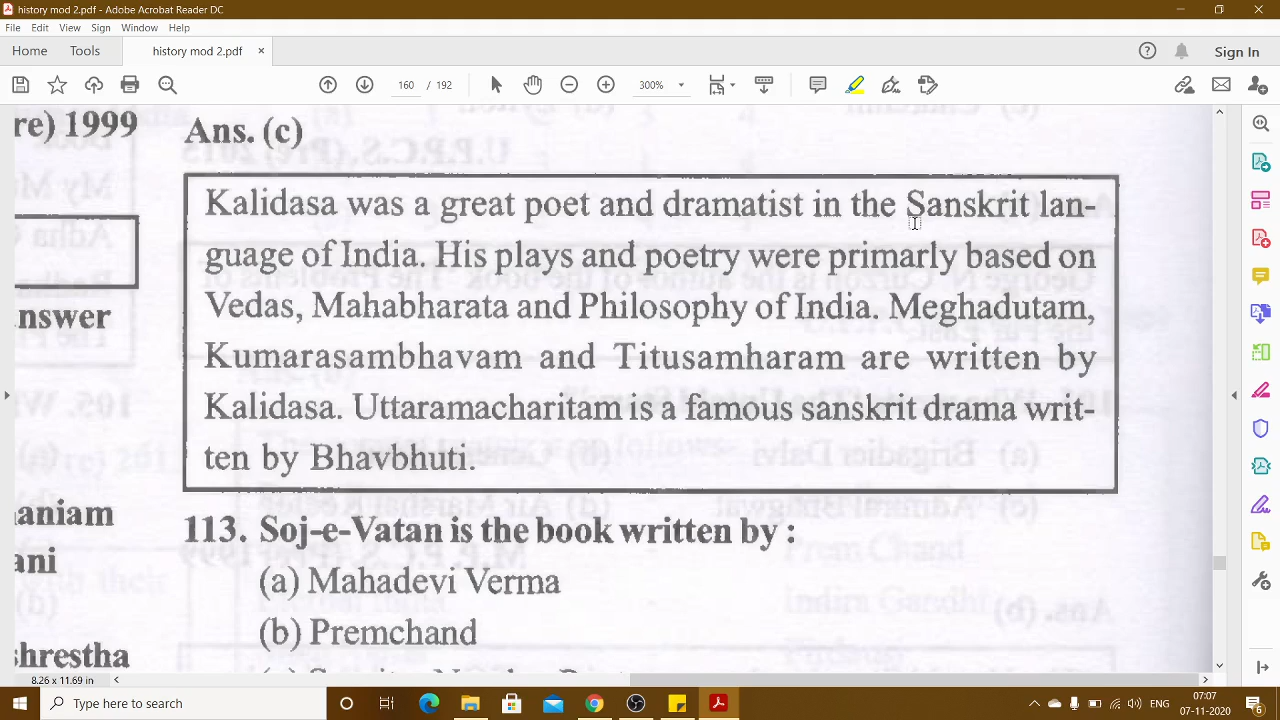 history mod 2.pdf - Adobe Acrobat Reader DC
File Edit View Sign Window Help
Home Tools history mod 2.pdf × Sign In
160 / 192 300%
re) 1999
Ans. (c)
Kalidasa was a great poet and dramatist in the Sanskrit lan-
guage of India. His plays and poetry were primarly based on
Vedas, Mahabharata and Philosophy of India. Meghadutam,
Kumarasambhavam and Titusamharam are written by
Kalidasa. Uttaramacharitam is a famous sanskrit drama writ-
ten by Bhavbhuti.
nswer
113. Soj-e-Vatan is the book written by :
(a) Mahadevi Verma
(b) Premchand
aniam
ani
shrestha
8.26 x 11.69 in
Type here to search
ENG
07:07
07-11-2020
6